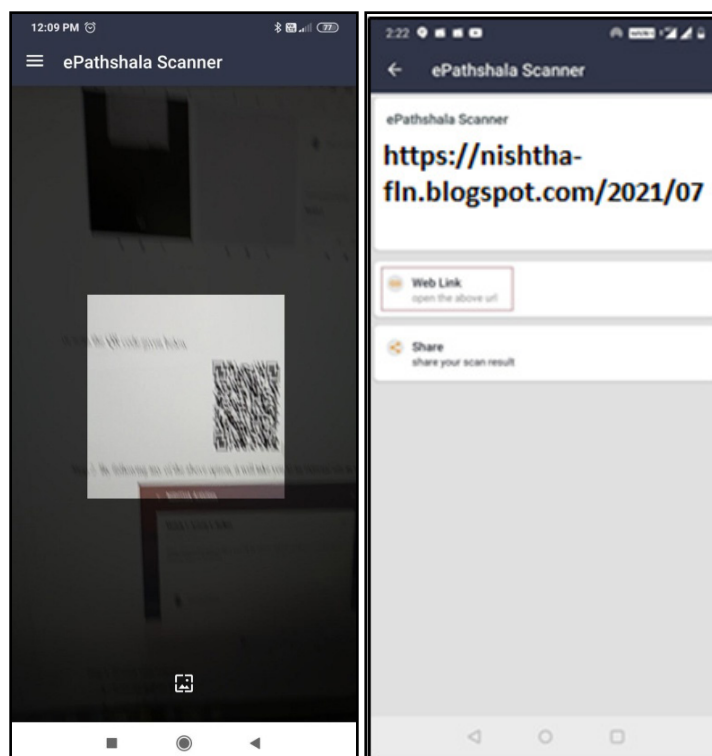 12:09 PM
77
ePathshala Scanner
2:22
ePathshala Scanner
ePathshala Scanner
https://nishtha-
fln.blogspot.com/2021/07
Web Link
open the above url
Share
share your scan result